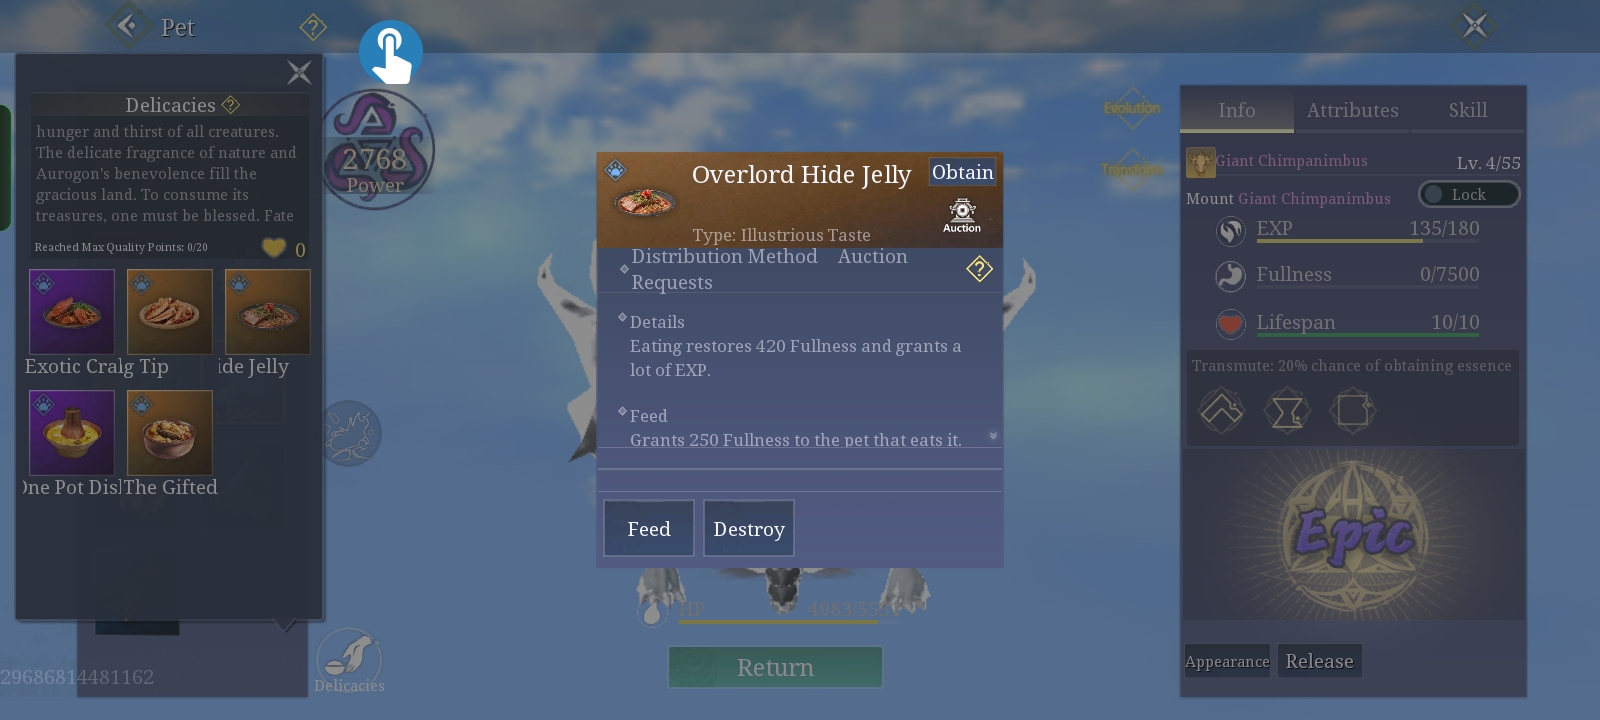 Pet
Delicacies
hunger and thirst of all creatures.
The delicate fragrance of nature and
Aurogon's benevolence fill the
gracious land. To consume its
treasures, one must be blessed. Fate
Reached Max Quality Points: 0/20
0
Exotic Cral
g Tip
ide Jelly
One Pot Disl
The Gifted
2768
Power
Delicacies
29686814481162
Overlord Hide Jelly
Obtain
Auction
Type: Illustrious Taste
Distribution Method Auction
Requests
Details
Eating restores 420 Fullness and grants a
lot of EXP.
Feed
Grants 250 Fullness to the pet that eats it.
Feed
Destroy
HP
Return
Evolution
Transform
Info
Attributes
Skill
Giant Chimpanimbus
Lv. 4/55
Mount Giant Chimpanimbus
Lock
EXP 135/180
Fullness 0/7500
Lifespan 10/10
Transmute: 20% chance of obtaining essence
Epic
Appearance
Release